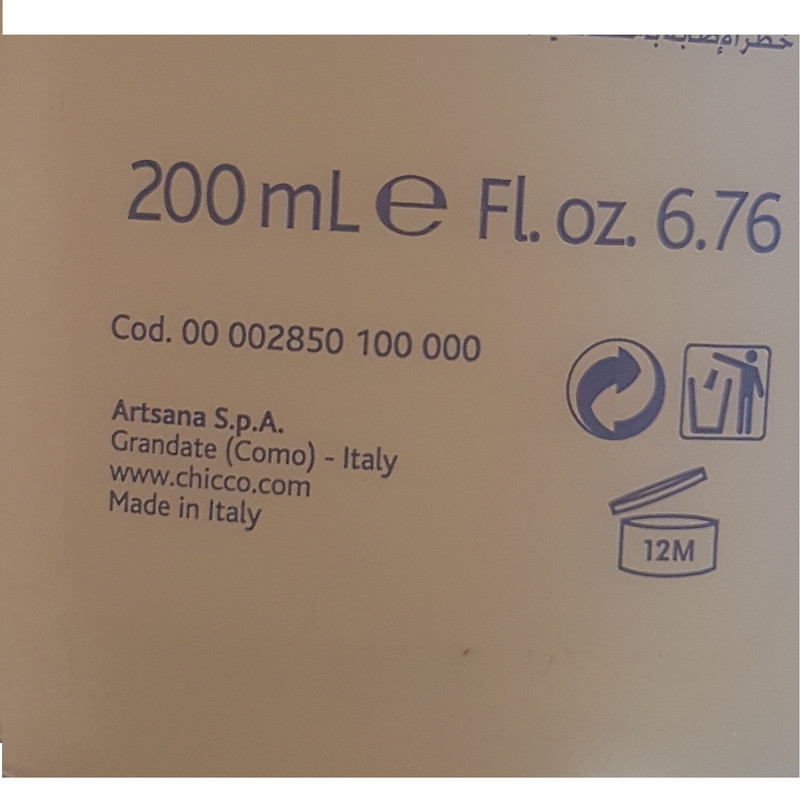 200 mL e Fl. oz. 6.76
Cod. 00 002850 100 000
Artsana S.p.A.
Grandate (Como) - Italy
www.chicco.com
Made in Italy
12M